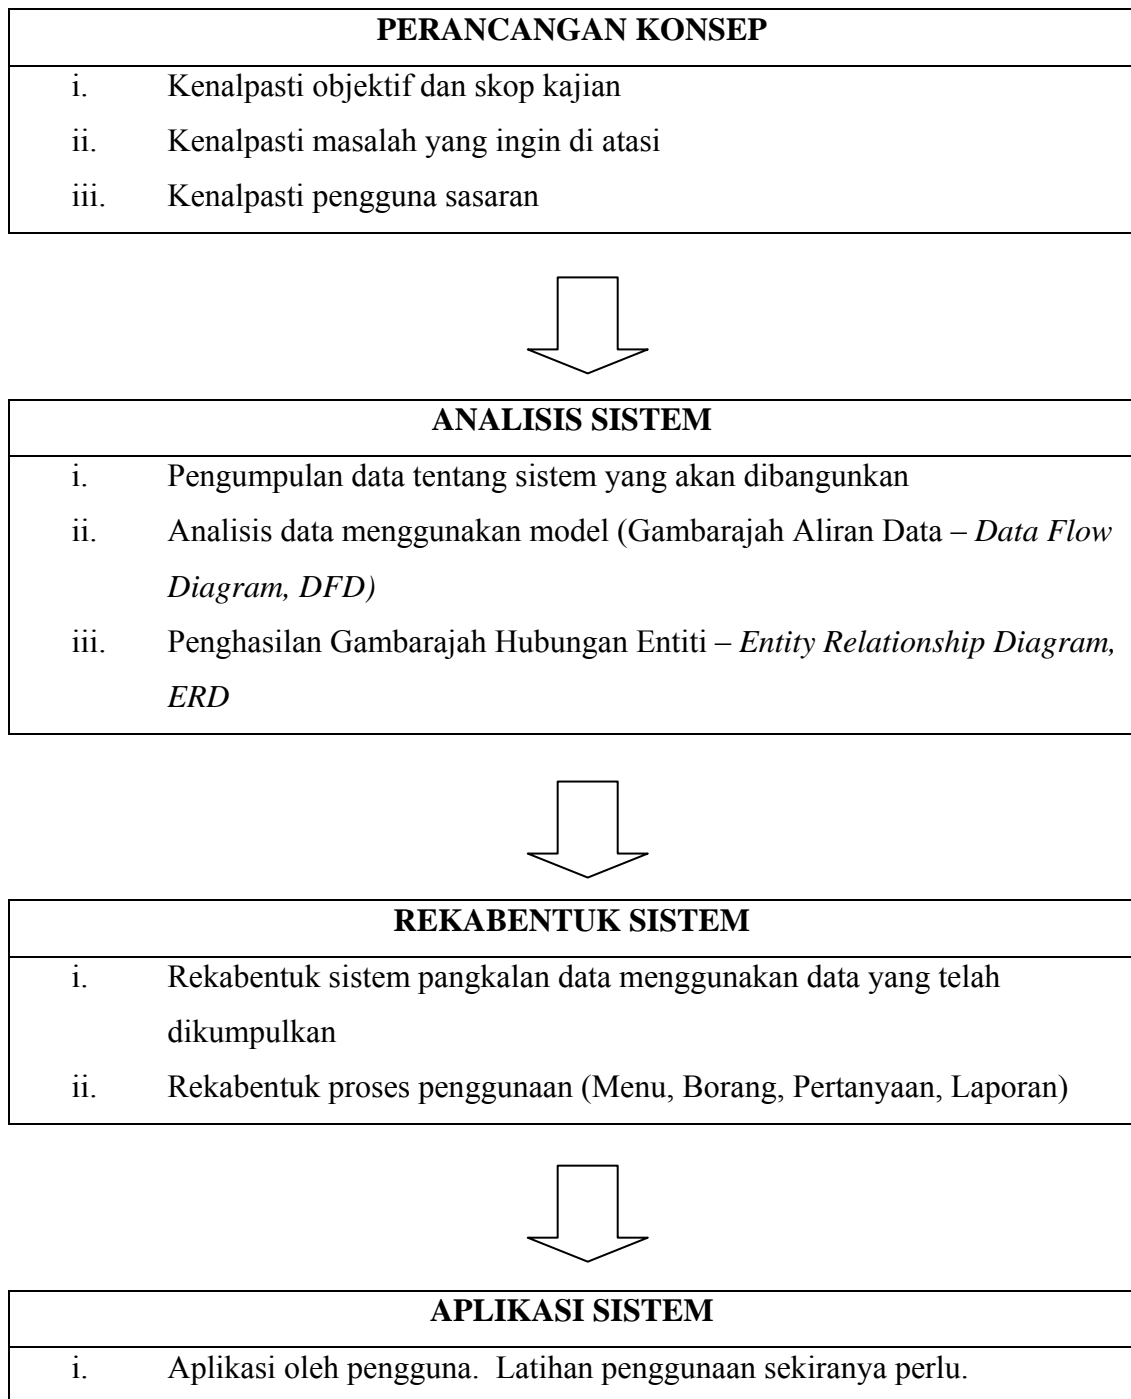 PERANCANGAN KONSEP
i. Kenalpasti objektif dan skop kajian
ii. Kenalpasti masalah yang ingin di atasi
iii. Kenalpasti pengguna sasaran
ANALISIS SISTEM
i. Pengumpulan data tentang sistem yang akan dibangunkan
ii. Analisis data menggunakan model (Gambarajah Aliran Data – Data Flow
Diagram, DFD)
iii. Penghasilan Gambarajah Hubungan Entiti – Entity Relationship Diagram,
ERD
REKABENTUK SISTEM
i. Rekabentuk sistem pangkalan data menggunakan data yang telah
dikumpulkan
ii. Rekabentuk proses penggunaan (Menu, Borang, Pertanyaan, Laporan)
APLIKASI SISTEM
i. Aplikasi oleh pengguna.  Latihan penggunaan sekiranya perlu.